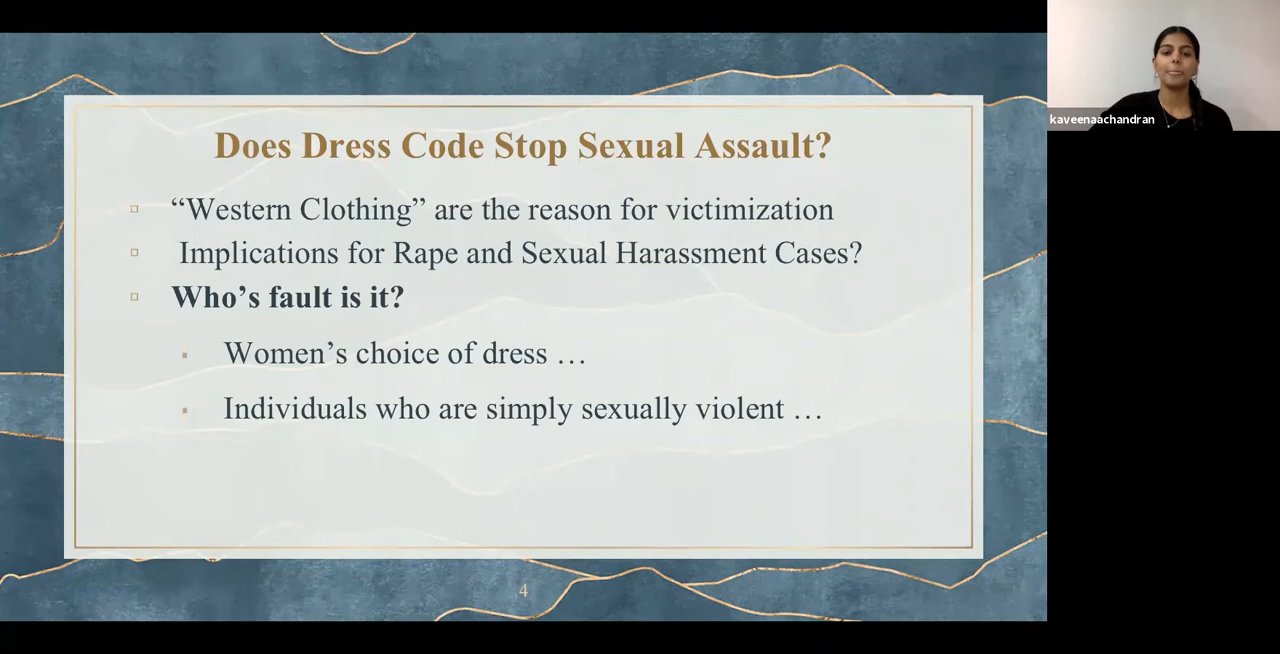 Does Dress Code Stop Sexual Assault?
“Western Clothing” are the reason for victimization
Implications for Rape and Sexual Harassment Cases?
Who’s fault is it?
Women’s choice of dress …
Individuals who are simply sexually violent …
4
kaveenaachandran